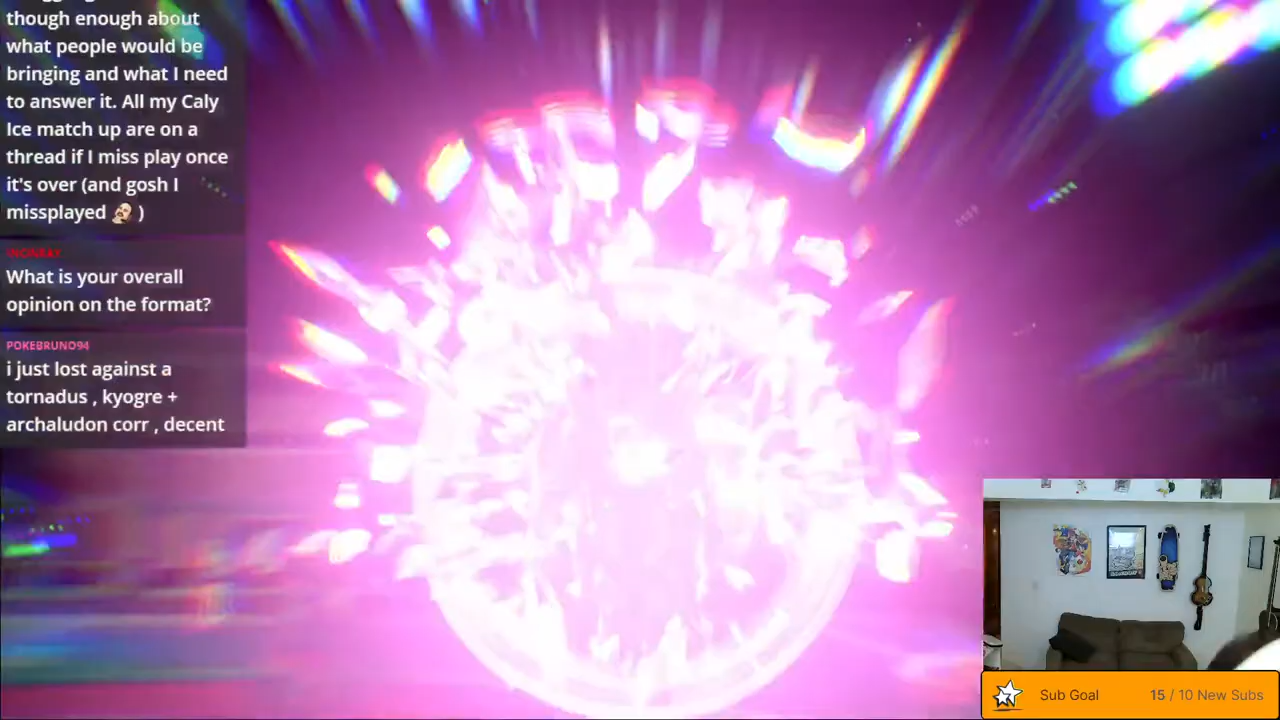 though enough about
what people would be
bringing and what I need
to answer it. All my Caly
Ice match up are on a
thread if I miss play once
it's over (and gosh I
missplayed )
What is your overall
opinion on the format?
POKEBRUNO94
i just lost against a
tornadus , kyogre +
archaludon corr , decent
Sub Goal 15 / 10 New Subs